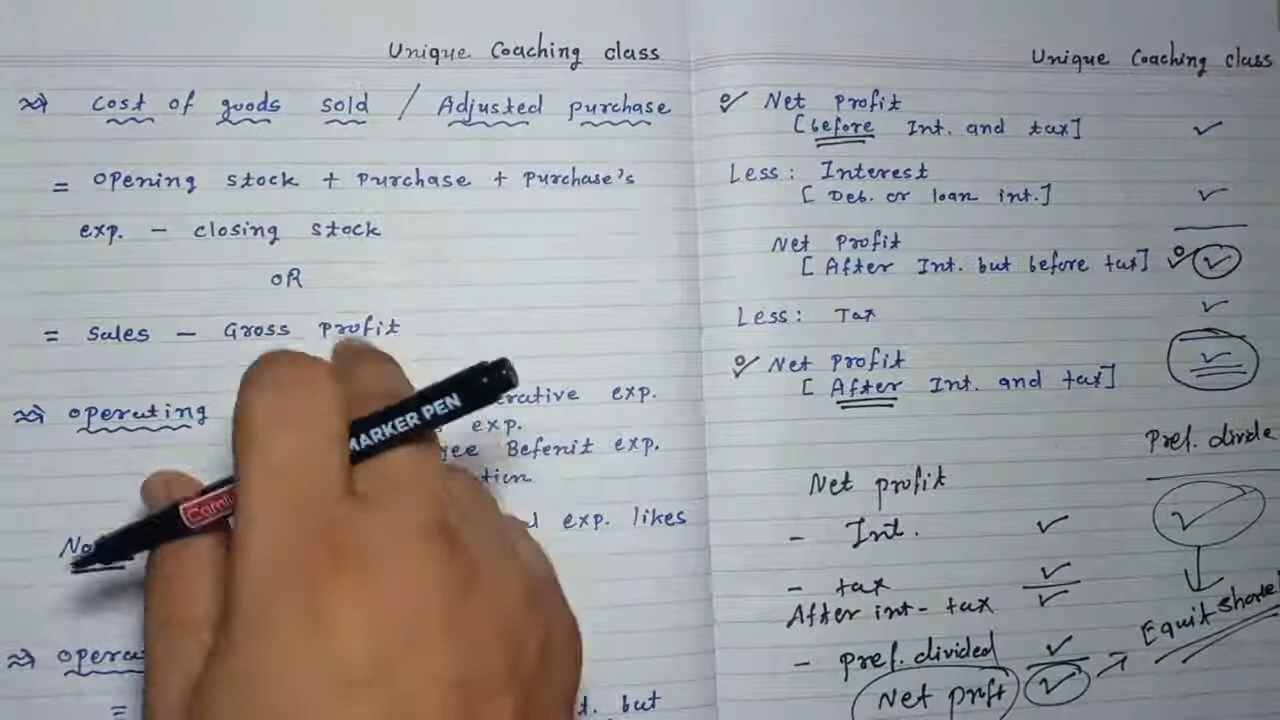 Unique Coaching class
⇒ Cost of goods sold / Adjusted purchase
= opening stock + purchase + purchase's
exp. - closing stock
OR
= sales - Gross profit
⇒ operating
exp.
exp.
Befenit exp.
exp. likes
⇒
=
but
MARKER PEN
Unique Coaching class
Net profit
[before Int. and tax] ✓
Less: Interest
[Deb. or loan int.] ✓
Net profit
[After Int. but before tax] ✓
Less: Tax ✓
Net profit
[After Int. and tax] ✓
Net profit
- Int. ✓
- tax ✓
After int - tax ✓
- pref. divided ✓
Net prft ✓
Pref. divide
✓
Equit share